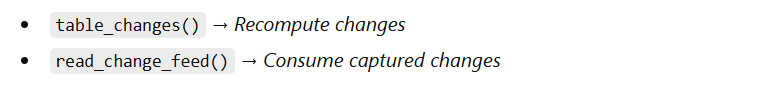 • table_changes() → Recompute changes
• read_change_feed() → Consume captured changes